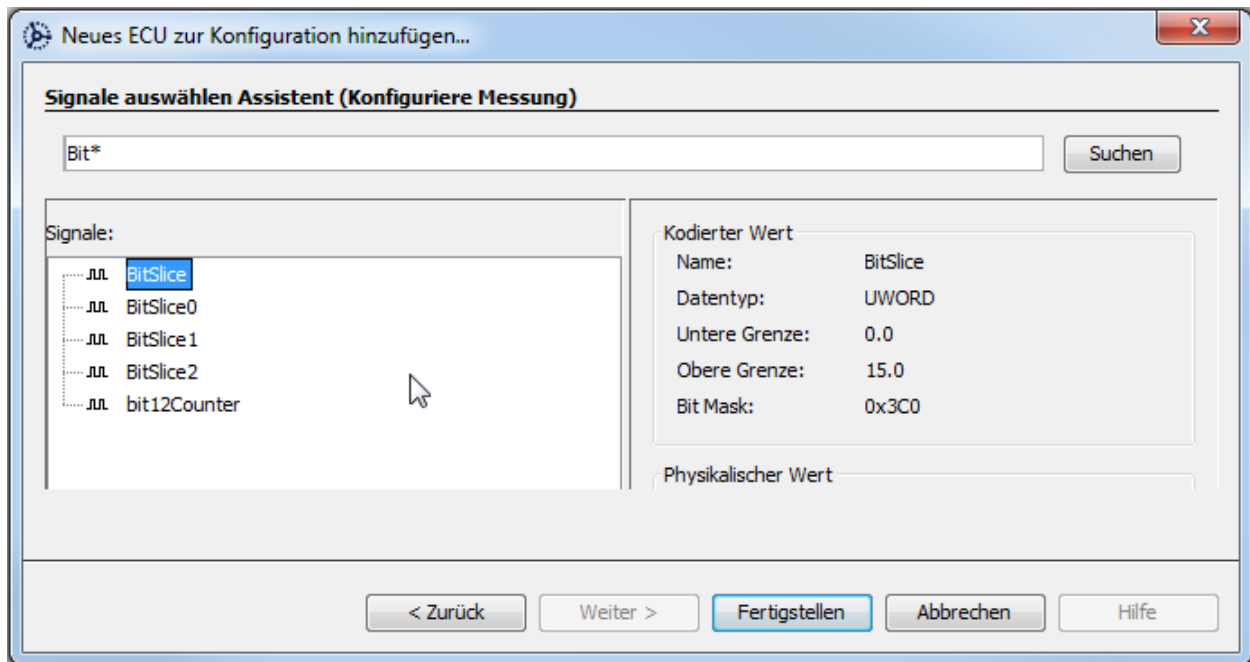 Neues ECU zur Konfiguration hinzufügen...
Signale auswählen Assistent (Konfiguriere Messung)
Bit*
Suchen
Signale:
BitSlice
BitSlice0
BitSlice1
BitSlice2
bit12Counter
Kodierter Wert
Name: BitSlice
Datentyp: UWORD
Untere Grenze: 0.0
Obere Grenze: 15.0
Bit Mask: 0x3C0
Physikalischer Wert
< Zurück
Weiter >
Fertigstellen
Abbrechen
Hilfe